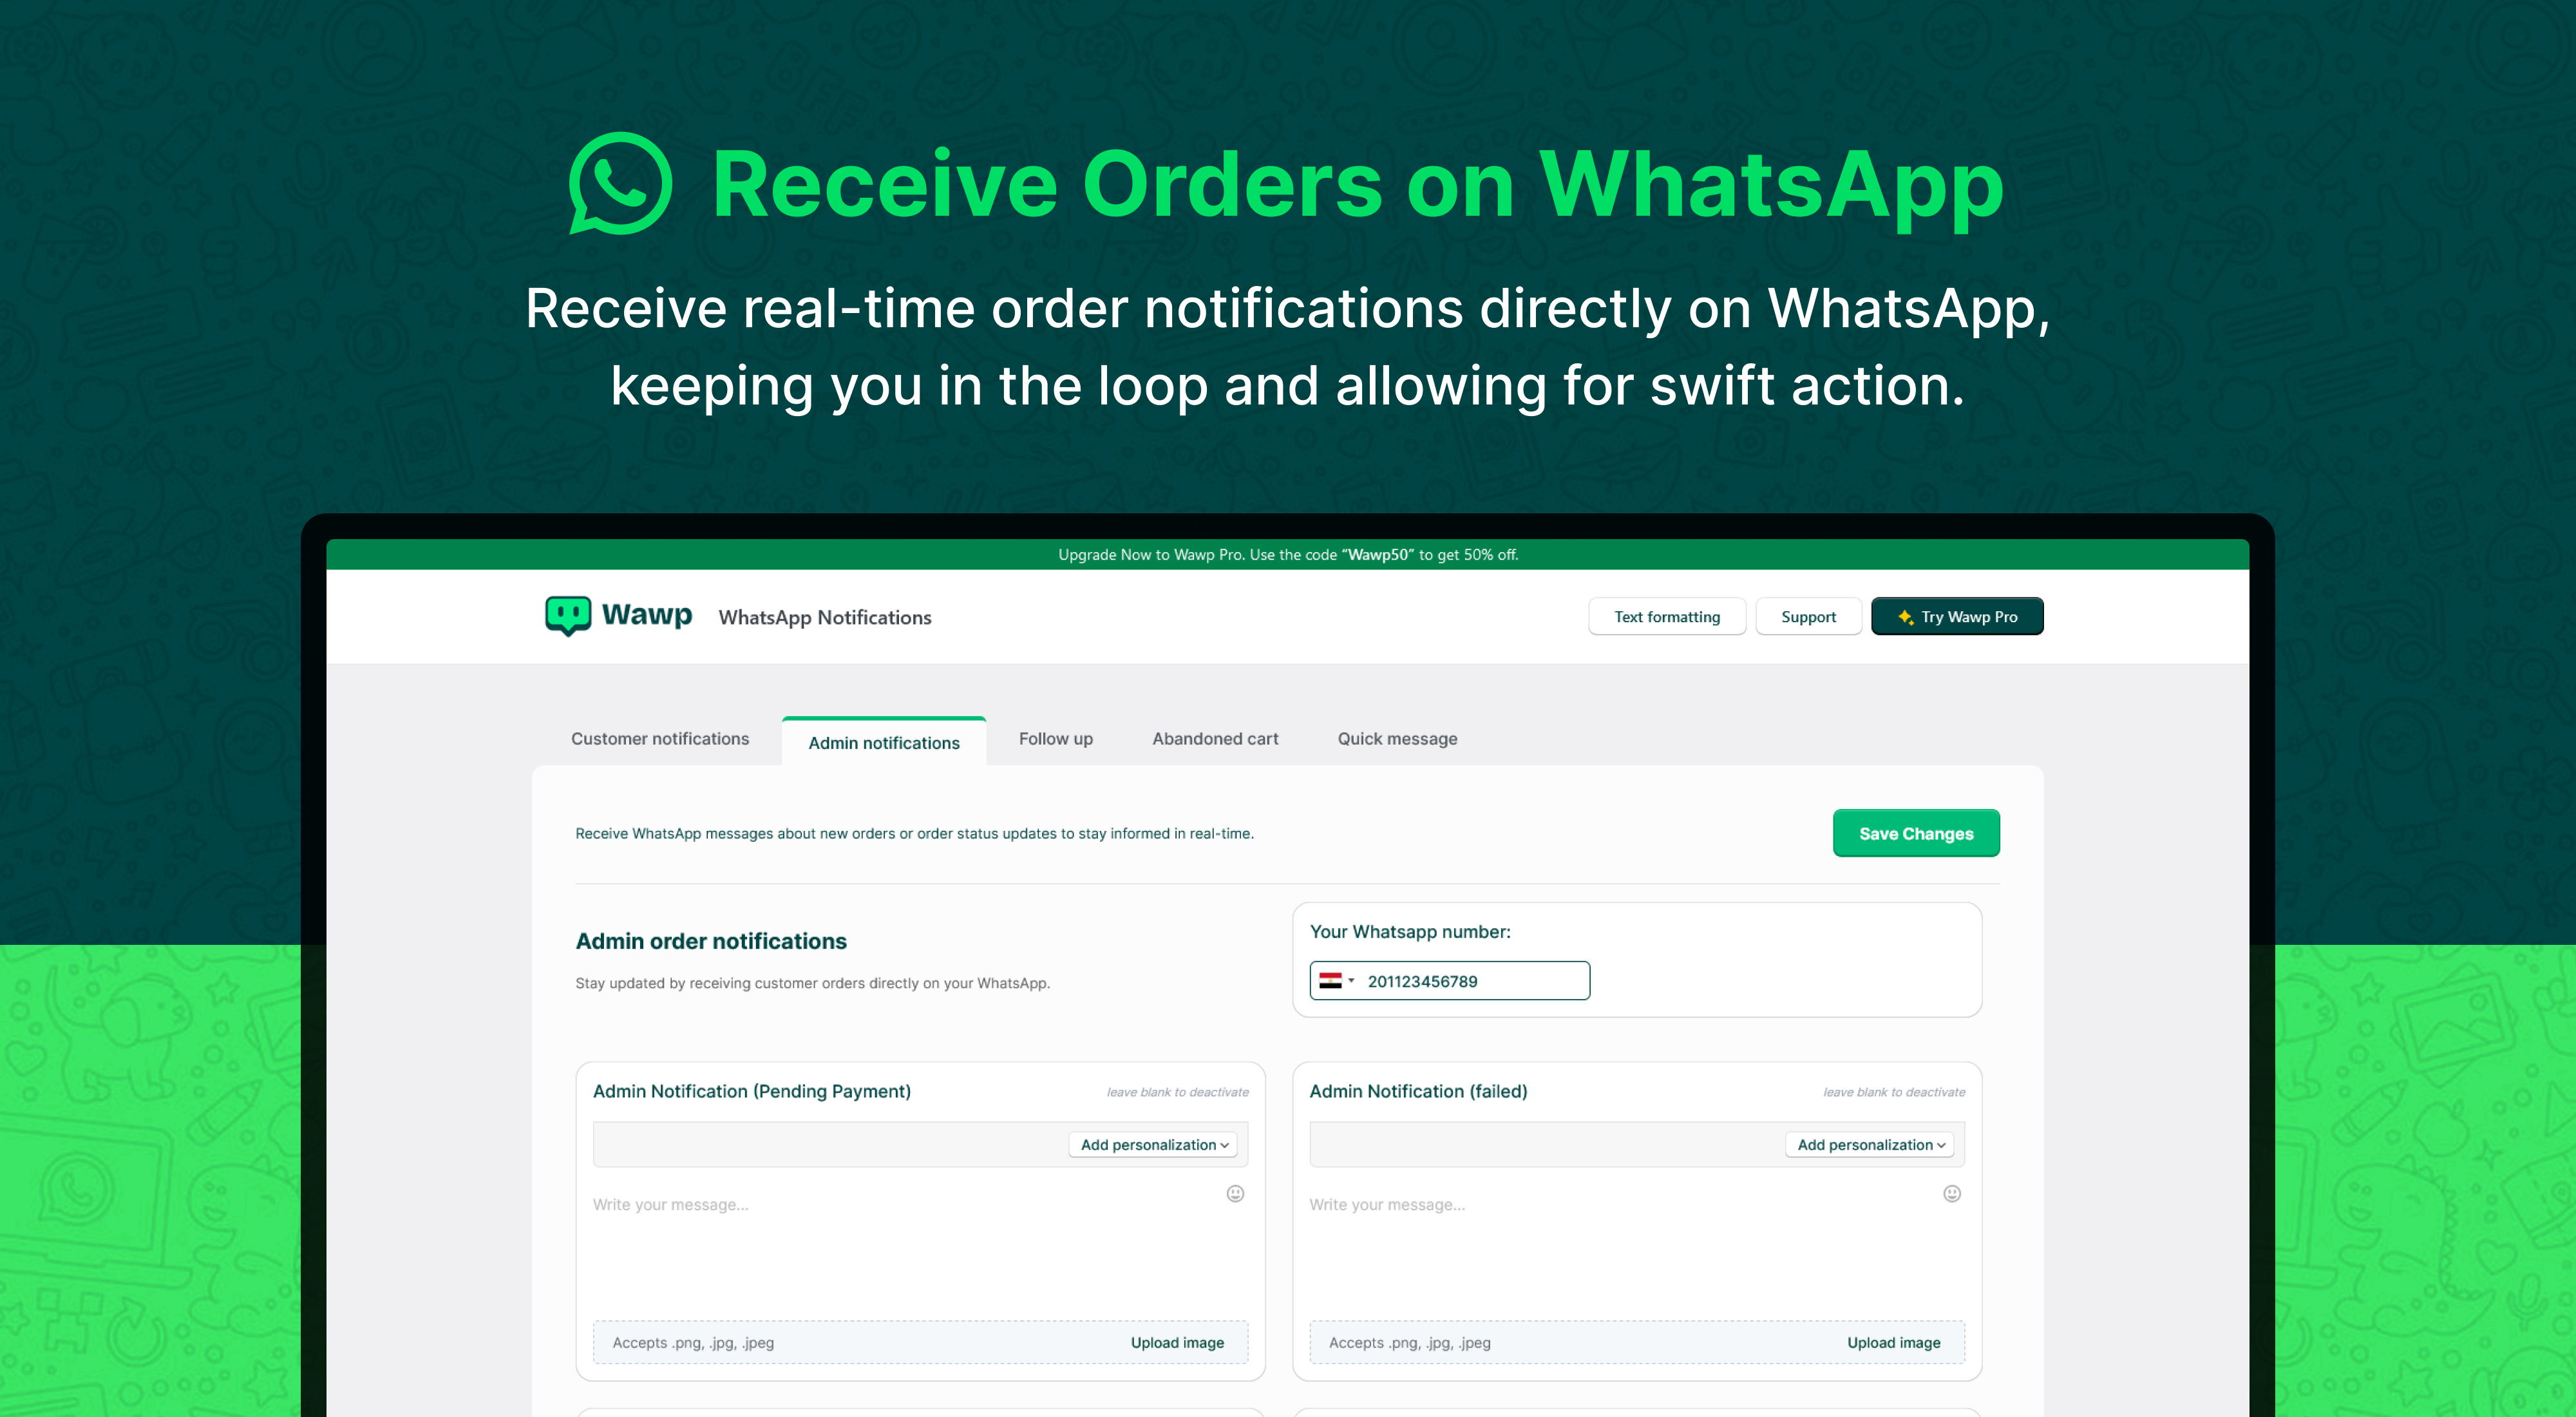 Receive Orders on WhatsApp
Receive real-time order notifications directly on WhatsApp,
keeping you in the loop and allowing for swift action.
Upgrade Now to Wawp Pro. Use the code “Wawp50” to get 50% off.
Wawp WhatsApp Notifications Text formatting Support Try Wawp Pro
Customer notifications Admin notifications Follow up Abandoned cart Quick message
Receive WhatsApp messages about new orders or order status updates to stay informed in real-time. Save Changes
Admin order notifications
Stay updated by receiving customer orders directly on your WhatsApp.
Your Whatsapp number:
201123456789
Admin Notification (Pending Payment) leave blank to deactivate
Add personalization
Write your message...
Accepts .png, .jpg, .jpeg Upload image
Admin Notification (failed) leave blank to deactivate
Add personalization
Write your message...
Accepts .png, .jpg, .jpeg Upload image